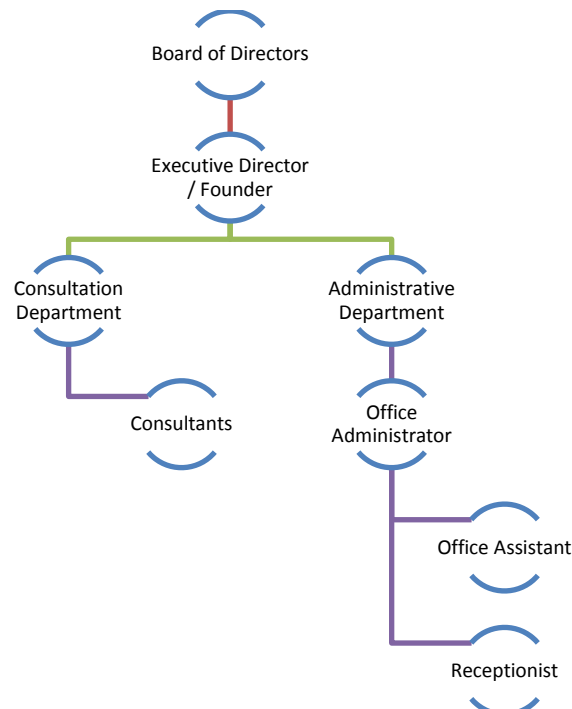 Board of Directors
Executive Director
/ Founder
Consultation
Department
Administrative
Department
Consultants
Office
Administrator
Office Assistant
Receptionist